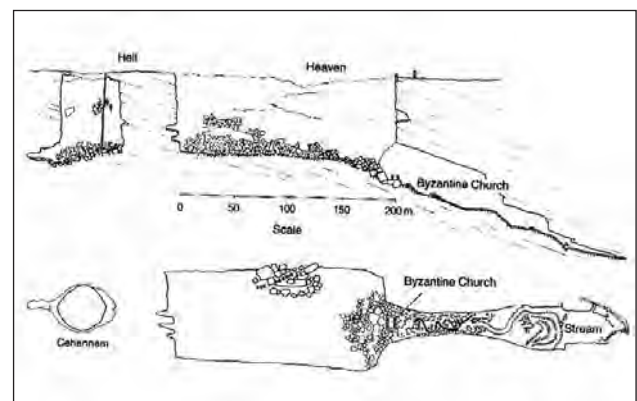 Hell
Heaven
Byzantine Church
0 50 100 150 200 m.
Scale
Byzantine Church
Stream
Cehennem